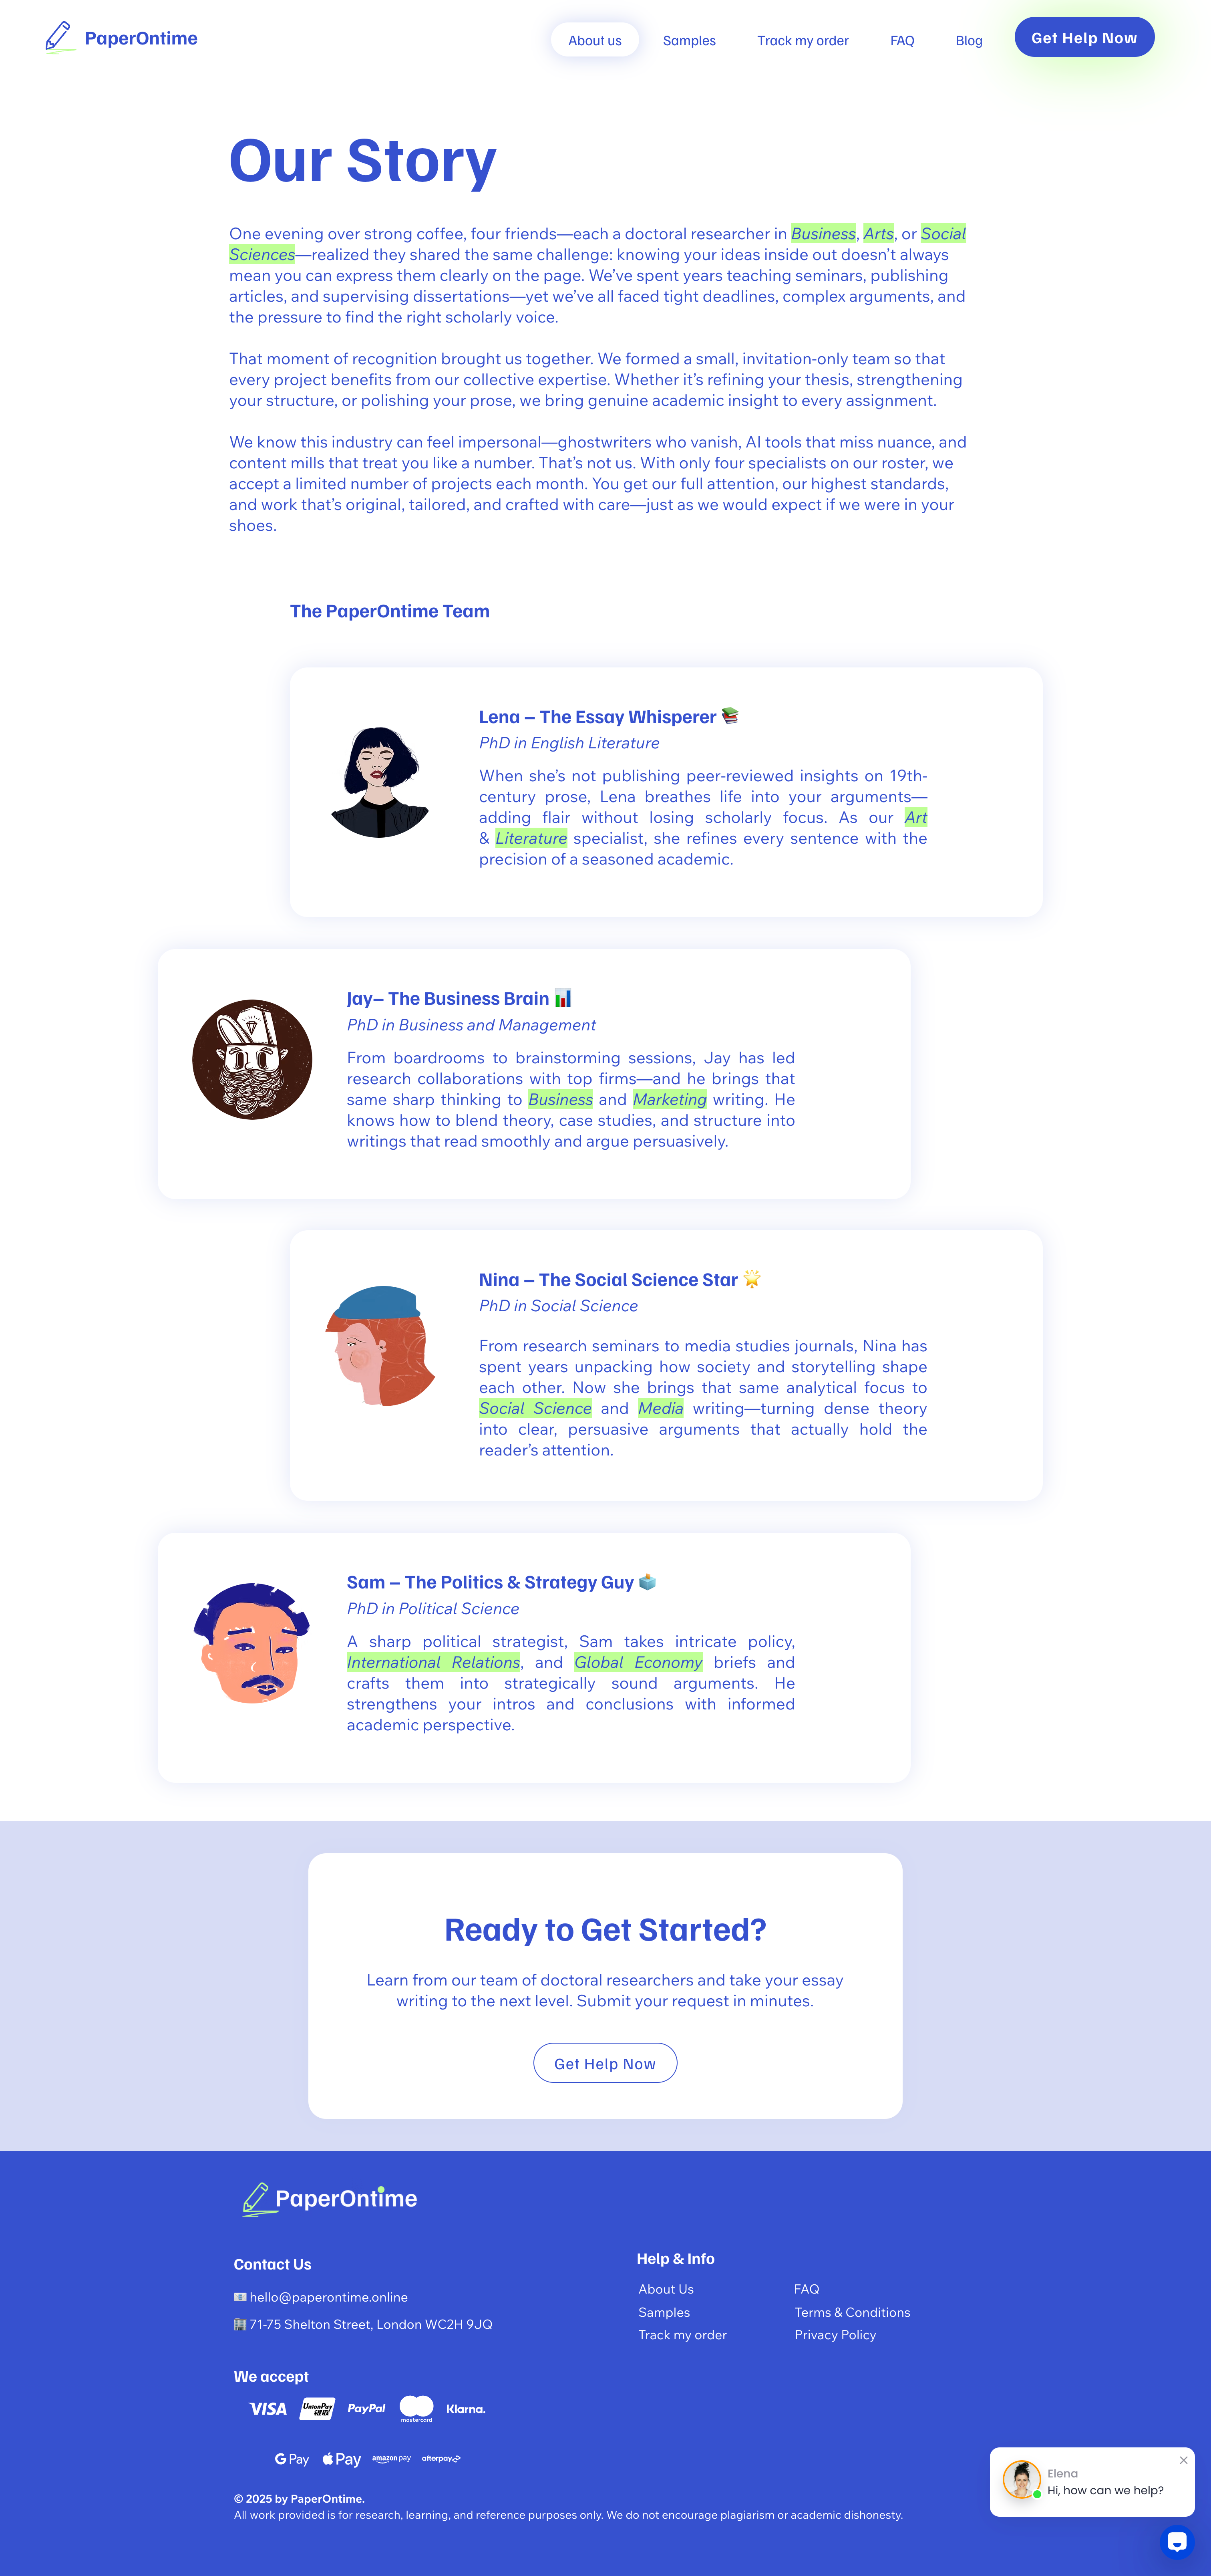 PaperOntime
About us
Samples
Track my order
FAQ
Blog
Get Help Now
Our Story
One evening over strong coffee, four friends—each a doctoral researcher in Business, Arts, or Social
Sciences—realized they shared the same challenge: knowing your ideas inside out doesn’t always
mean you can express them clearly on the page. We’ve spent years teaching seminars, publishing
articles, and supervising dissertations—yet we’ve all faced tight deadlines, complex arguments, and
the pressure to find the right scholarly voice.
That moment of recognition brought us together. We formed a small, invitation-only team so that
every project benefits from our collective expertise. Whether it’s refining your thesis, strengthening
your structure, or polishing your prose, we bring genuine academic insight to every assignment.
We know this industry can feel impersonal—ghostwriters who vanish, AI tools that miss nuance, and
content mills that treat you like a number. That’s not us. With only four specialists on our roster, we
accept a limited number of projects each month. You get our full attention, our highest standards,
and work that’s original, tailored, and crafted with care—just as we would expect if we were in your
shoes.
The PaperOntime Team
Lena – The Essay Whisperer 📚
PhD in English Literature
When she’s not publishing peer-reviewed insights on 19th-
century prose, Lena breathes life into your arguments—
adding flair without losing scholarly focus. As our Art
& Literature specialist, she refines every sentence with the
precision of a seasoned academic.
Jay– The Business Brain 📊
PhD in Business and Management
From boardrooms to brainstorming sessions, Jay has led
research collaborations with top firms—and he brings that
same sharp thinking to Business and Marketing writing. He
knows how to blend theory, case studies, and structure into
writings that read smoothly and argue persuasively.
Nina – The Social Science Star 🌟
PhD in Social Science
From research seminars to media studies journals, Nina has
spent years unpacking how society and storytelling shape
each other. Now she brings that same analytical focus to
Social Science and Media writing—turning dense theory
into clear, persuasive arguments that actually hold the
reader’s attention.
Sam – The Politics & Strategy Guy 🗳️
PhD in Political Science
A sharp political strategist, Sam takes intricate policy,
International Relations, and Global Economy briefs and
crafts them into strategically sound arguments. He
strengthens your intros and conclusions with informed
academic perspective.
Ready to Get Started?
Learn from our team of doctoral researchers and take your essay
writing to the next level. Submit your request in minutes.
Get Help Now
PaperOntime
Contact Us
📧 hello@paperontime.online
🏢 71-75 Shelton Street, London WC2H 9JQ
Help & Info
About Us
FAQ
Samples
Terms & Conditions
Track my order
Privacy Policy
We accept
VISA
UnionPay
银联
PayPal
mastercard
Klarna.
G Pay
Pay
amazon pay
afterpay
© 2025 by PaperOntime.
All work provided is for research, learning, and reference purposes only. We do not encourage plagiarism or academic dishonesty.
Elena
Hi, how can we help?